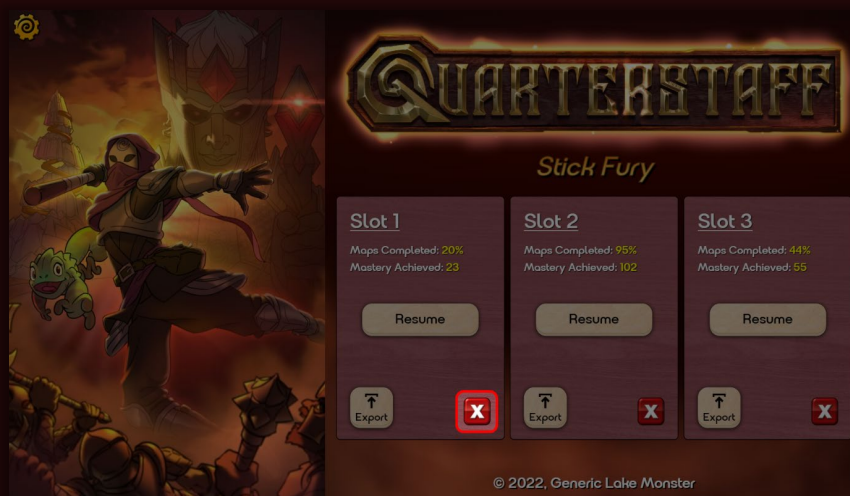 QUARTERSTAFF
Stick Fury
Slot 1
Maps Completed: 20%
Mastery Achieved: 23
Resume
Export
X
Slot 2
Maps Completed: 95%
Mastery Achieved: 102
Resume
Export
X
Slot 3
Maps Completed: 44%
Mastery Achieved: 55
Resume
Export
X
© 2022, Generic Lake Monster